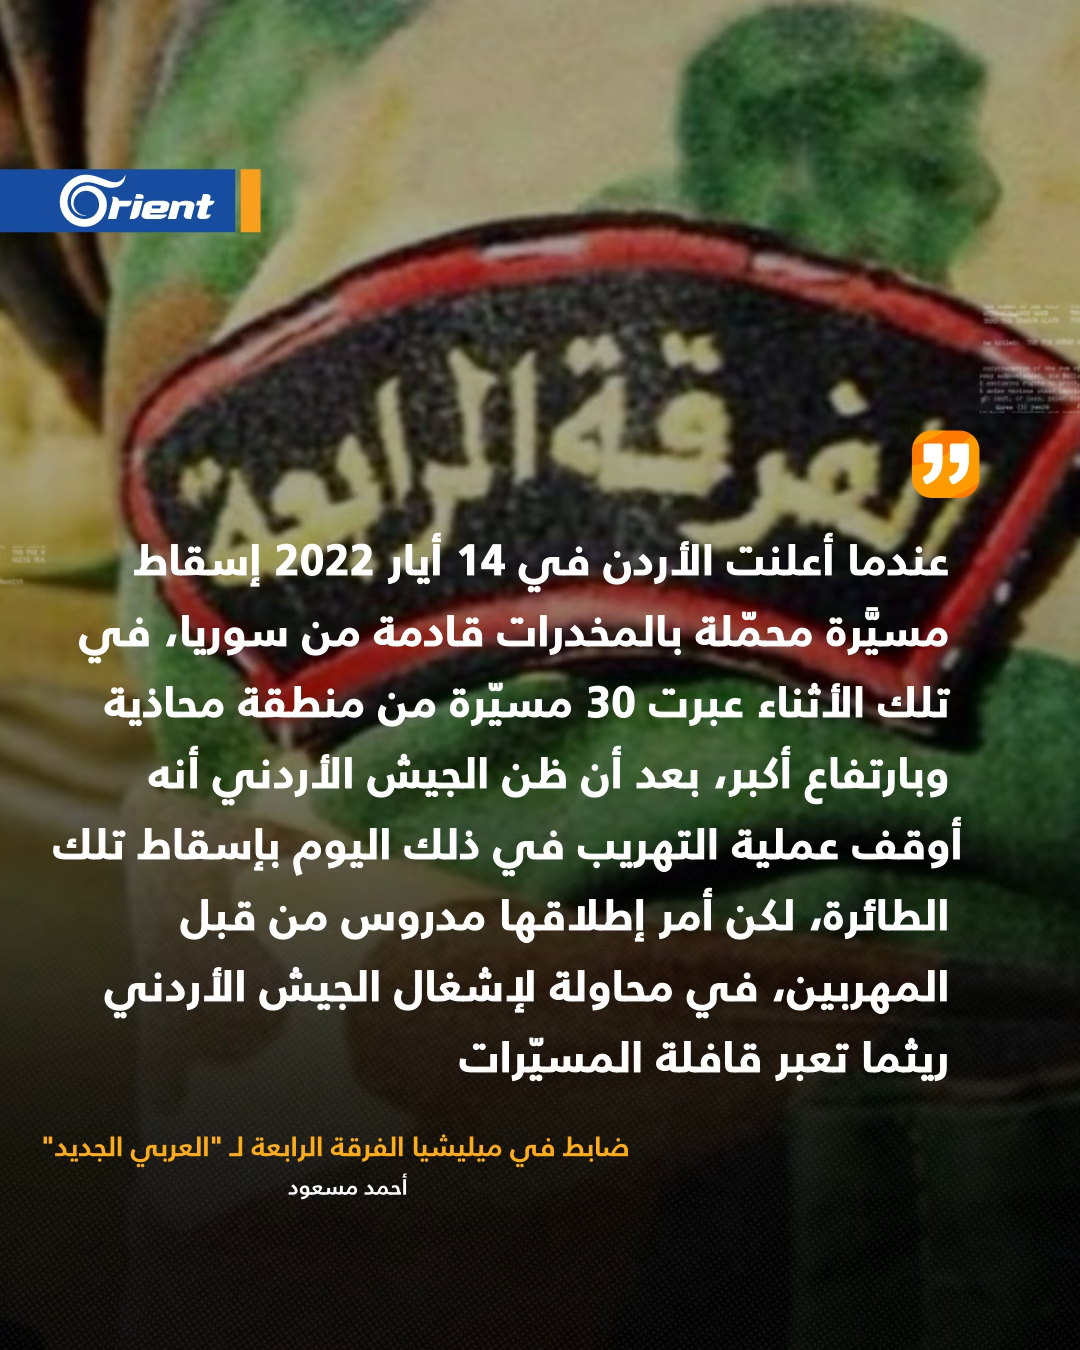 Orient
الفرقة الرابعة
عندما أعلنت الأردن في 14 أيار 2022 إسقاط
مسيَّرة محمّلة بالمخدرات قادمة من سوريا، في
تلك الأثناء عبرت 30 مسيّرة من منطقة محاذية
وبارتفاع أكبر، بعد أن ظن الجيش الأردني أنه
أوقف عملية التهريب في ذلك اليوم بإسقاط تلك
الطائرة، لكن أمر إطلاقها مدروس من قبل
المهربين، في محاولة لإشغال الجيش الأردني
ريثما تعبر قافلة المسيّرات
ضابط في ميليشيا الفرقة الرابعة لـ "العربي الجديد"
أحمد مسعود